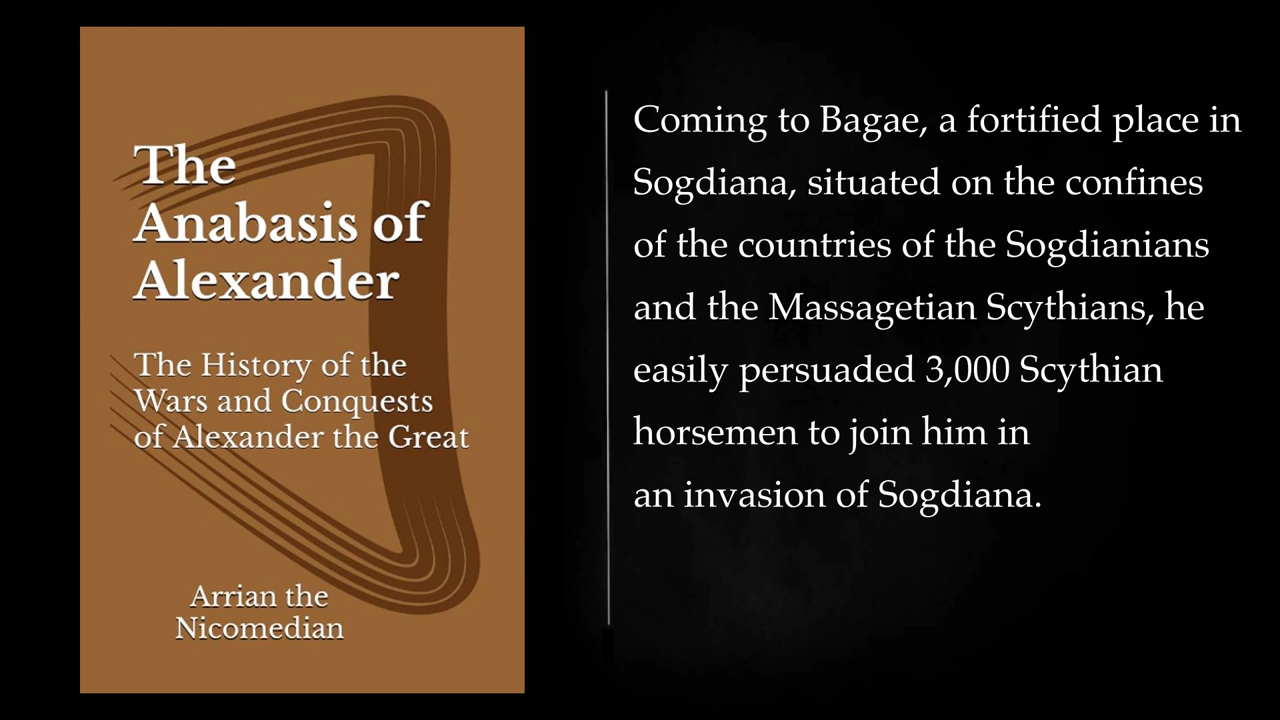 The
Anabasis of
Alexander
The History of the
Wars and Conquests
of Alexander the Great
Arrian the
Nicomedian
Coming to Bagae, a fortified place in
Sogdiana, situated on the confines
of the countries of the Sogdianians
and the Massagetian Scythians, he
easily persuaded 3,000 Scythian
horsemen to join him in
an invasion of Sogdiana.